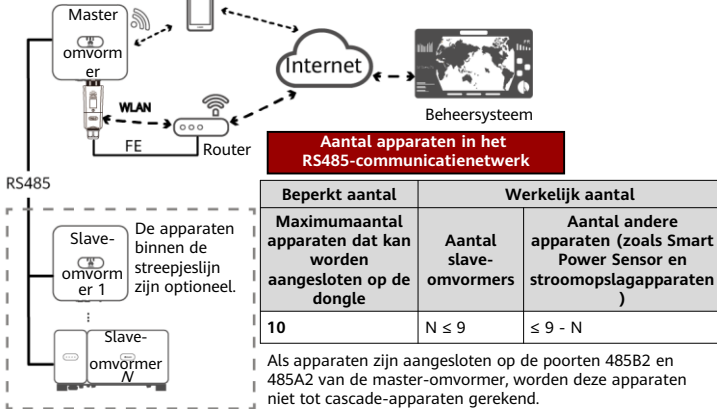 Master
omvorm
er
WLAN
FE
Router
Internet
Beheersysteem
RS485
Aantal apparaten in het
RS485-communicatienetwerk
Beperkt aantal
Werkelijk aantal
Maximumaantal
apparaten dat kan
worden
aangesloten op de
dongle
Aantal
slave-
omvormers
Aantal andere
apparaten (zoals Smart
Power Sensor en
stroomopslagapparaten
)
10
N ≤ 9
≤ 9 - N
Slave-
omvorm
er 1
De apparaten
binnen de
streepjeslijn
zijn optioneel.
Slave-
omvormer
N
Als apparaten zijn aangesloten op de poorten 485B2 en
485A2 van de master-omvormer, worden deze apparaten
niet tot cascade-apparaten gerekend.